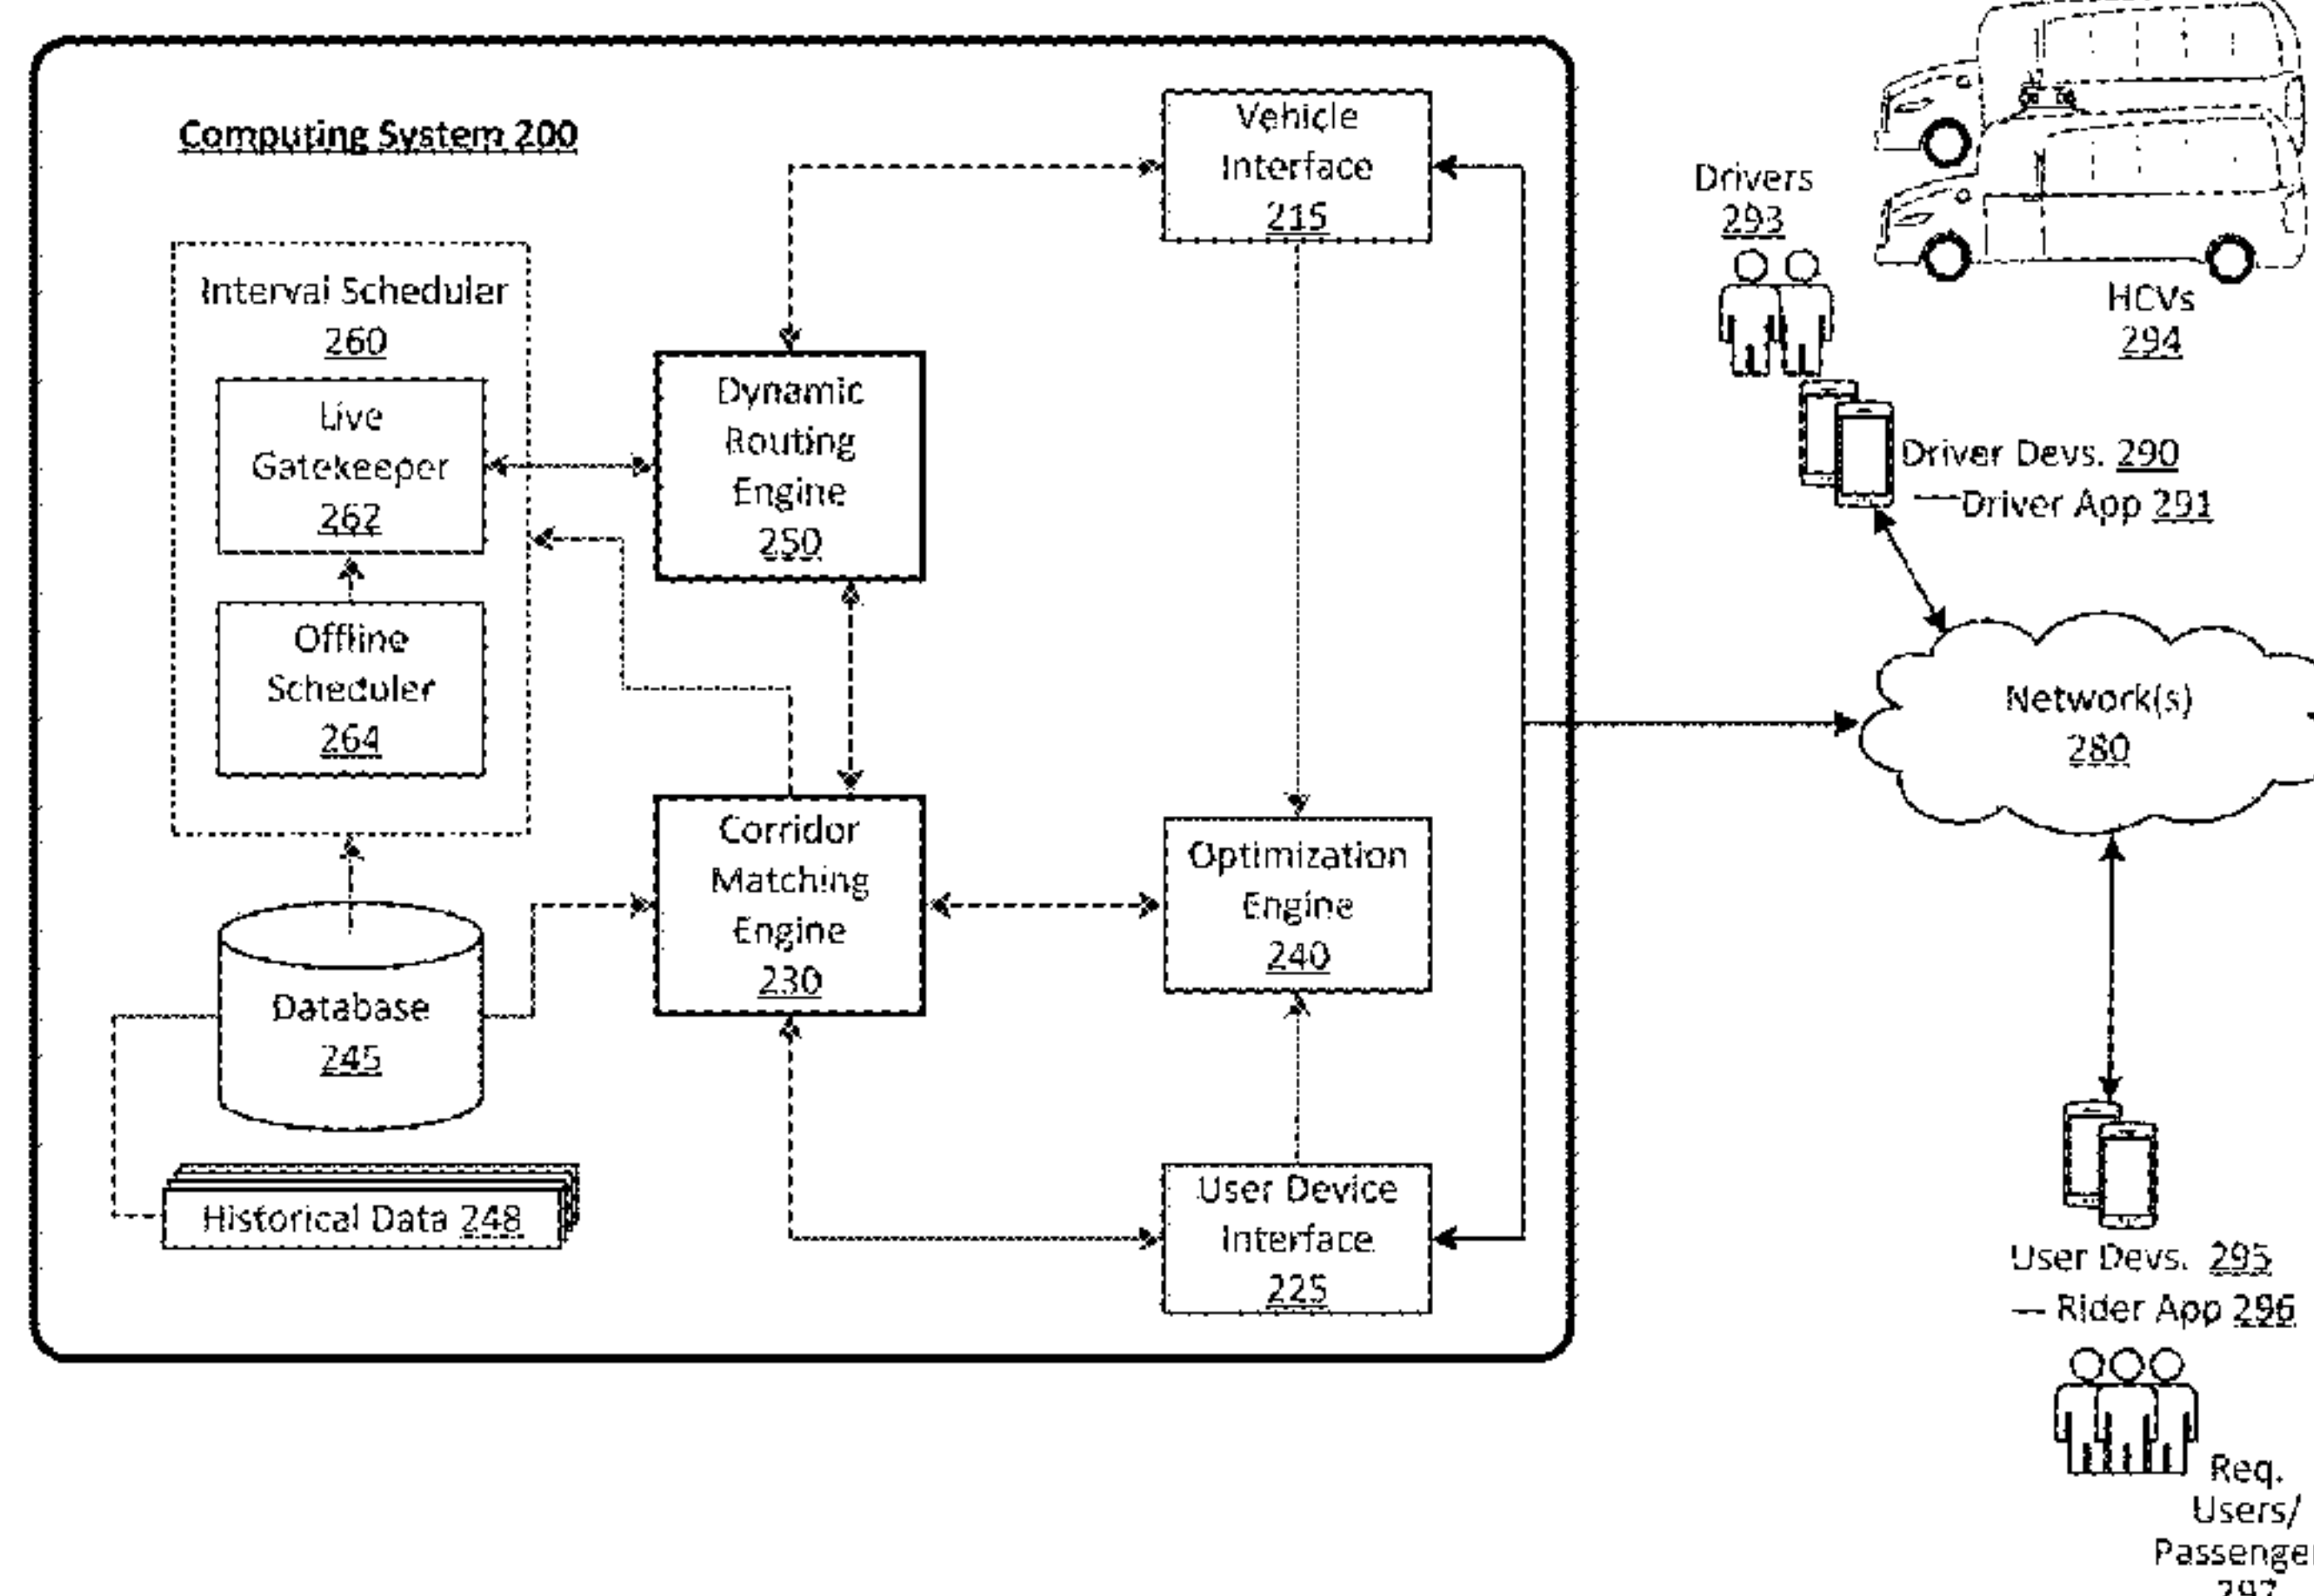 Computing System 200
Vehicle
Interface
215
Interval Scheduler
260
Live
Gatekeeper
262
Offline
Scheduler
264
Dynamic
Routing
Engine
250
Corridor
Matching
Engine
230
Optimization
Engine
240
Database
245
Historical Data 248
User Device
Interface
225
Drivers
293
HCVs
294
Driver Devs. 290
—Driver App 291
Network(s)
280
User Devs. 295
— Rider App 296
Req.
Users/
297